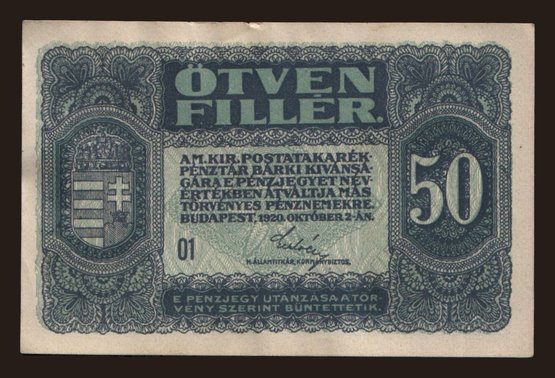 ÖTVEN
FILLÉR.
A M. KIR. POSTATAKARÉK-
PÉNZTÁR BÁRKI KIVÁNSÁ-
GÁRA E PÉNZJEGYET NÉV-
ÉRTÉKBEN ÁTVÁLTJA MÁS
TÖRVÉNYES PÉNZNEMEKRE.
BUDAPEST, 1920. OKTÓBER 2-ÁN.
50
01
H. ÁLLAMTITKÁR, KORMÁNYBIZTOS.
E PÉNZJEGY UTÁNZÁSA A TÖR-
VÉNY SZERINT BÜNTETTETIK.